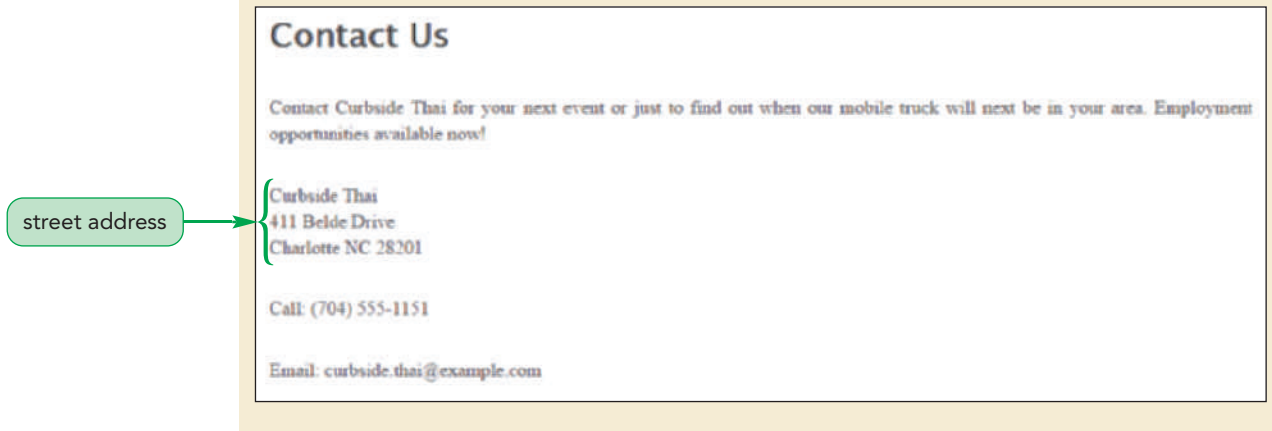 Contact Us
Contact Curbside Thai for your next event or just to find out when our mobile truck will next be in your area. Employment
opportunities available now!
street address
Curbside Thai
411 Belde Drive
Charlotte NC 28201
Call: (704) 555-1151
Email: curbside.thai@example.com